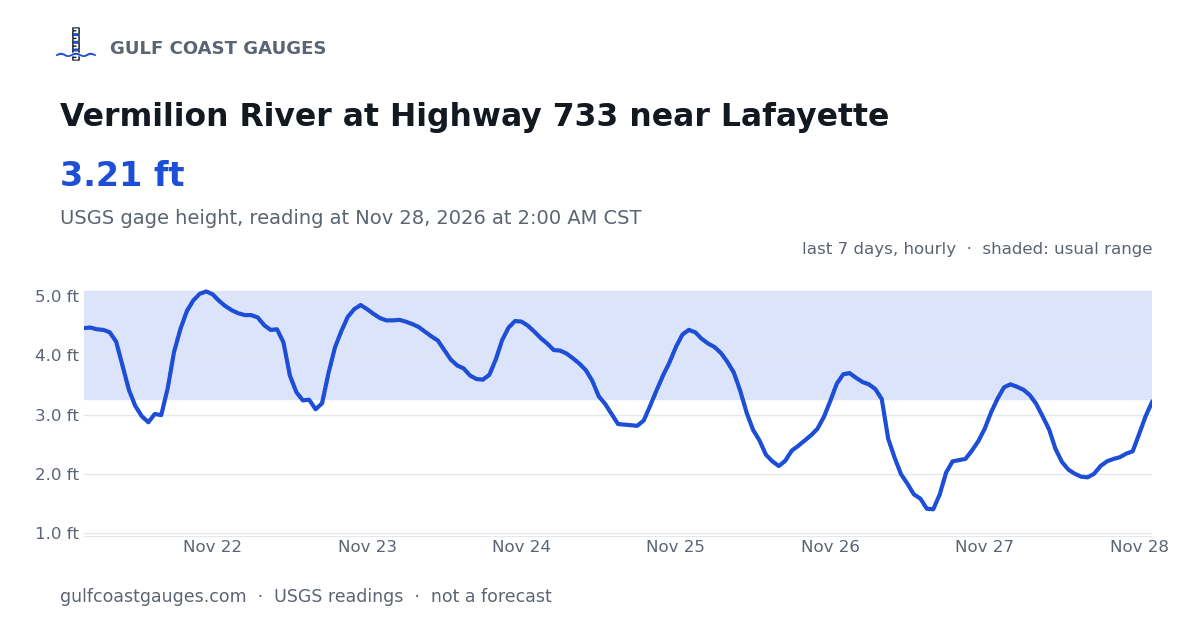 GULF COAST GAUGES
Vermilion River at Highway 733 near Lafayette
3.21 ft
USGS gage height, reading at Nov 28, 2026 at 2:00 AM CST
last 7 days, hourly · shaded: usual range
5.0 ft
4.0 ft
3.0 ft
2.0 ft
1.0 ft
Nov 22 Nov 23 Nov 24 Nov 25 Nov 26 Nov 27 Nov 28
gulfcoastgauges.com · USGS readings · not a forecast